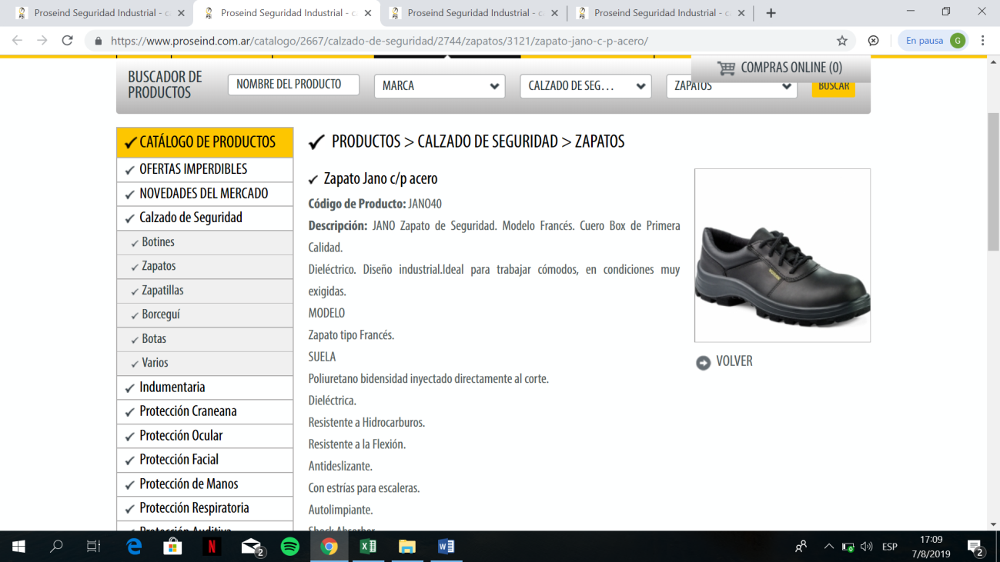 Proseind Seguridad Industrial - c
Proseind Seguridad Industrial - c
Proseind Seguridad Industrial - c
Proseind Seguridad Industrial - c
https://www.proseind.com.ar/catalogo/2667/calzado-de-seguridad/2744/zapatos/3121/zapato-jano-c-p-acero/
En pausa
G
COMPRAS ONLINE (0)
BUSCADOR DE
PRODUCTOS
NOMBRE DEL PRODUCTO
MARCA
CALZADO DE SEG...
ZAPATOS
BUSCAR
CATÁLOGO DE PRODUCTOS
OFERTAS IMPERDIBLES
NOVEDADES DEL MERCADO
Calzado de Seguridad
Botines
Zapatos
Zapatillas
Borceguí
Botas
Varios
Indumentaria
Protección Craneana
Protección Ocular
Protección Facial
Protección de Manos
Protección Respiratoria
Protección Auditiva
PRODUCTOS > CALZADO DE SEGURIDAD > ZAPATOS
Zapato Jano c/p acero
Código de Producto: JANO40
Descripción: JANO Zapato de Seguridad. Modelo Francés. Cuero Box de Primera
Calidad.
Dieléctrico. Diseño industrial.Ideal para trabajar cómodos, en condiciones muy
exigidas.
MODELO
Zapato tipo Francés.
SUELA
Poliuretano bidensidad inyectado directamente al corte.
Dieléctrica.
Resistente a Hidrocarburos.
Resistente a la Flexión.
Antideslizante.
Con estrías para escaleras.
Autolimpiante.
Shock Absorber
VOLVER
2
ESP
17:09
7/8/2019
2